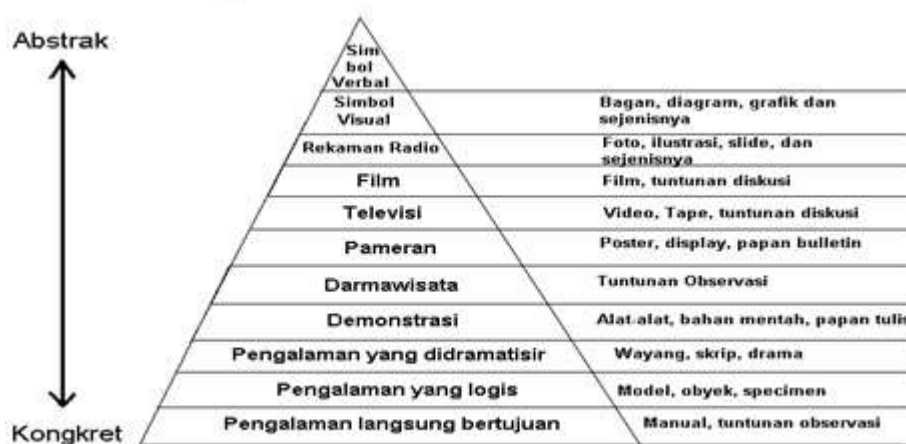 Abstrak
Sim
bol
Verbal
Simbol
Visual
Bagan, diagram, grafik dan
sejenisnya
Rekaman Radio
Foto, ilustrasi, slide, dan
sejenisnya
Film
Film, tuntunan diskusi
Televisi
Video, Tape, tuntunan diskusi
Pameran
Poster, display, papan bulletin
Darmawisata
Tuntunan Observasi
Demonstrasi
Alat-alat, bahan mentah, papan tulis
Pengalaman yang didramatisir
Wayang, skrip, drama
Pengalaman yang logis
Model, obyek, specimen
Pengalaman langsung bertujuan
Manual, tuntunan observasi
Kongkret